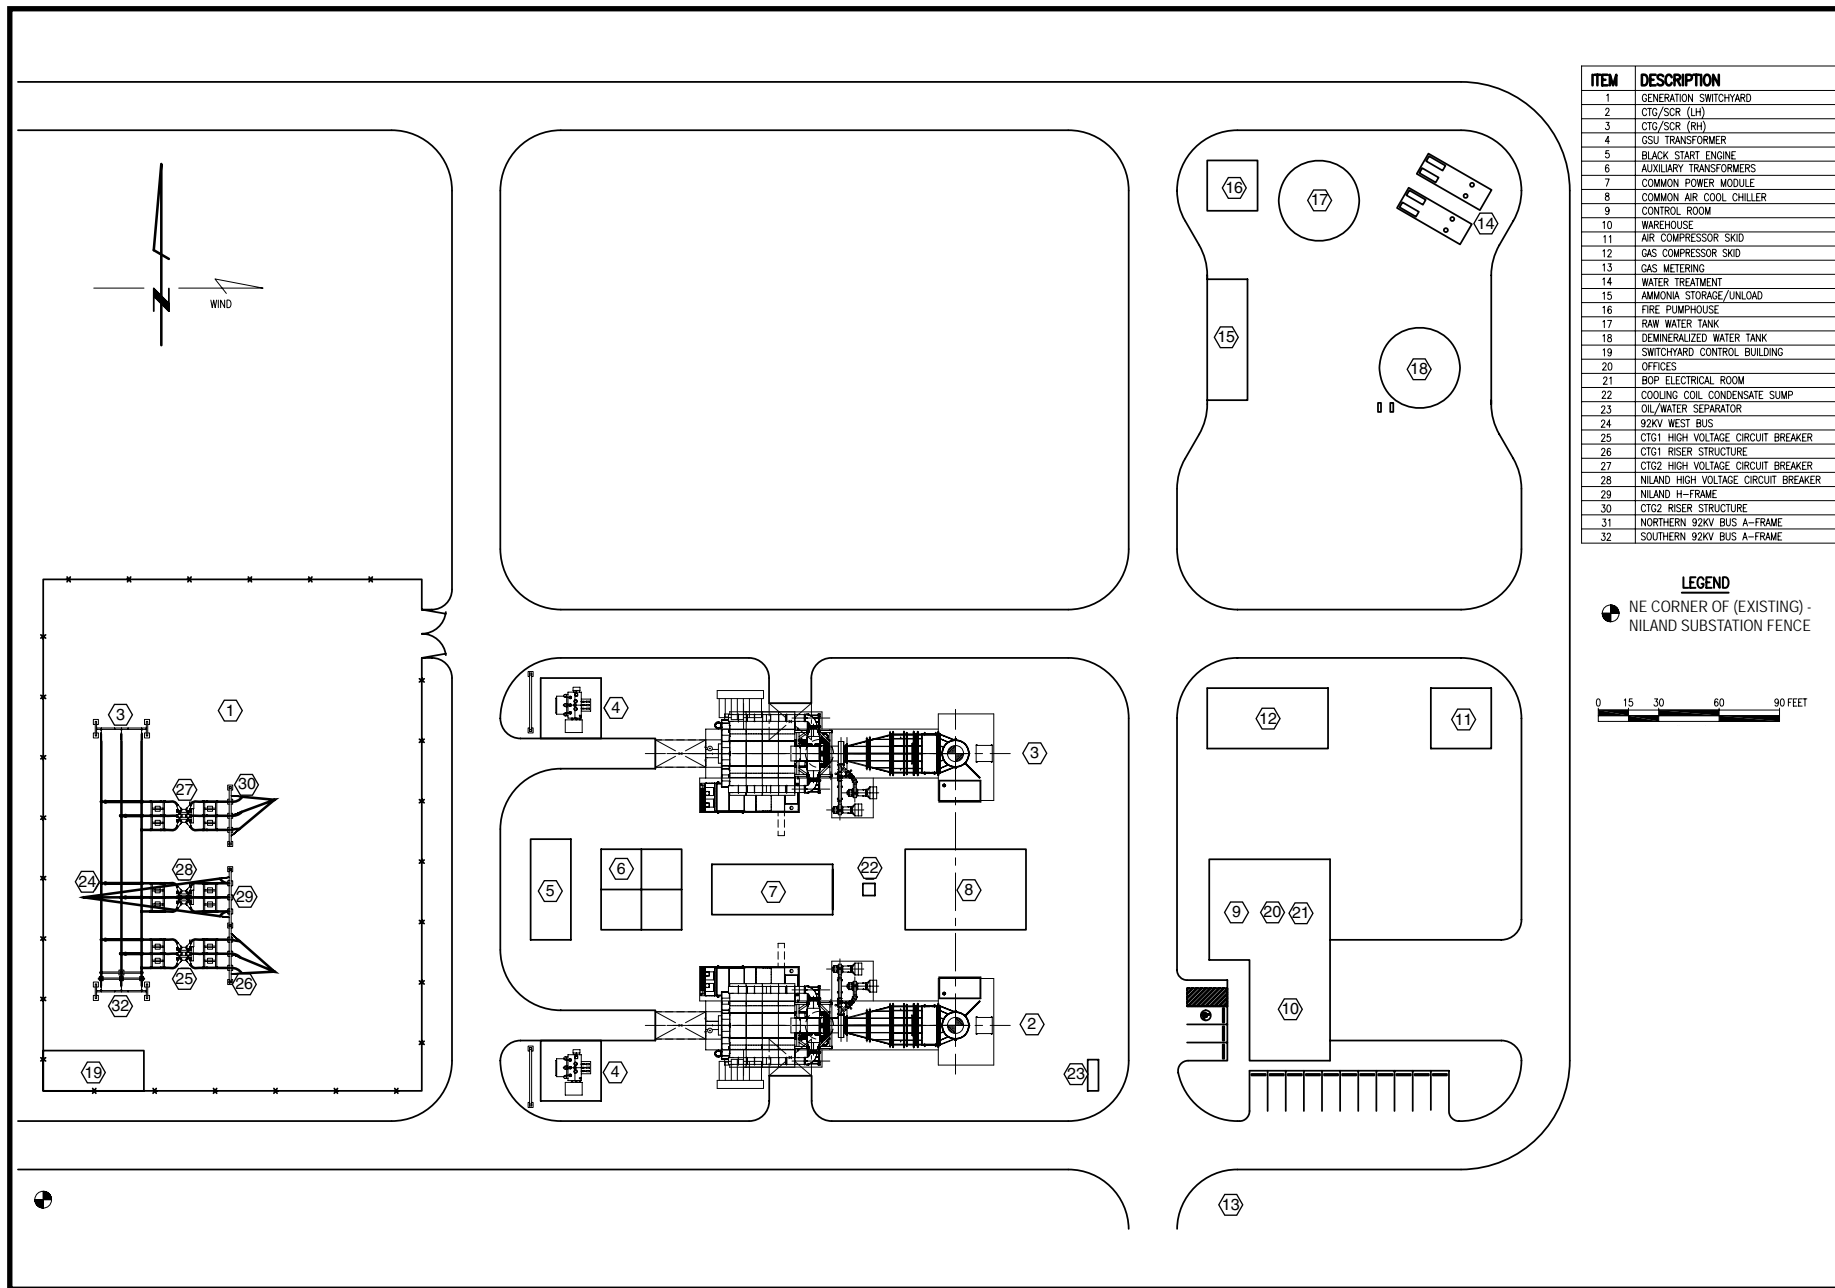 ITEM DESCRIPTION
1 GENERATION SWITCHYARD
2 CTG/SCR (LH)
3 CTG/SCR (RH)
4 GSU TRANSFORMER
5 BLACK START ENGINE
6 AUXILIARY TRANSFORMERS
7 COMMON POWER MODULE
8 COMMON AIR COOL CHILLER
9 CONTROL ROOM
10 WAREHOUSE
11 AIR COMPRESSOR SKID
12 GAS COMPRESSOR SKID
13 GAS METERING
14 WATER TREATMENT
15 AMMONIA STORAGE/UNLOAD
16 FIRE PUMPHOUSE
17 RAW WATER TANK
18 DEMINERALIZED WATER TANK
19 SWITCHYARD CONTROL BUILDING
20 OFFICES
21 BOP ELECTRICAL ROOM
22 COOLING COIL CONDENSATE SUMP
23 OIL/WATER SEPARATOR
24 92KV WEST BUS
25 CTG1 HIGH VOLTAGE CIRCUIT BREAKER
26 CTG1 RISER STRUCTURE
27 CTG2 HIGH VOLTAGE CIRCUIT BREAKER
28 NILAND HIGH VOLTAGE CIRCUIT BREAKER
29 NILAND H-FRAME
30 CTG2 RISER STRUCTURE
31 NORTHERN 92KV BUS A-FRAME
32 SOUTHERN 92KV BUS A-FRAME
LEGEND
NE CORNER OF (EXISTING) -
NILAND SUBSTATION FENCE
0 15 30 60 90 FEET
N
WIND
16
17
14
15
18
3
1
4
12
11
3
27
30
24
28
29
5
6
7
22
8
9
20
21
25
26
32
10
2
19
4
23
13